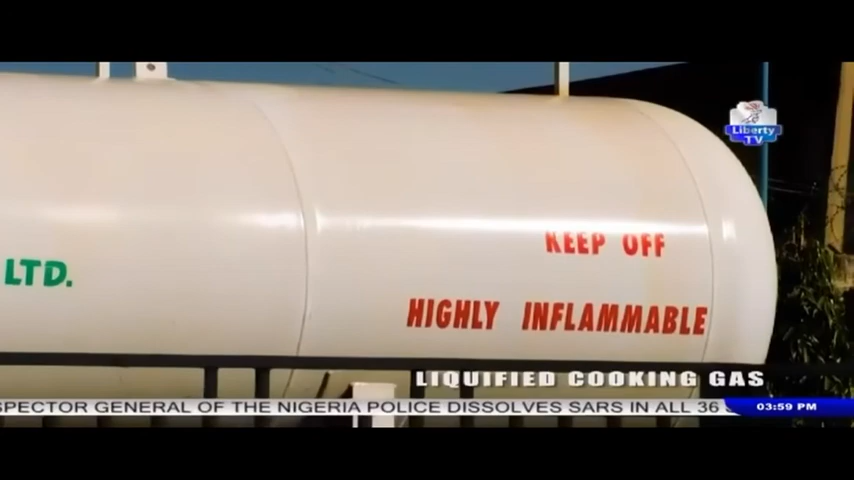 Liberty
TV
KEEP OFF
LTD.
HIGHLY INFLAMMABLE
LIQUIFIED COOKING GAS
SPECTOR GENERAL OF THE NIGERIA POLICE DISSOLVES SARS IN ALL 36
03:59 PM